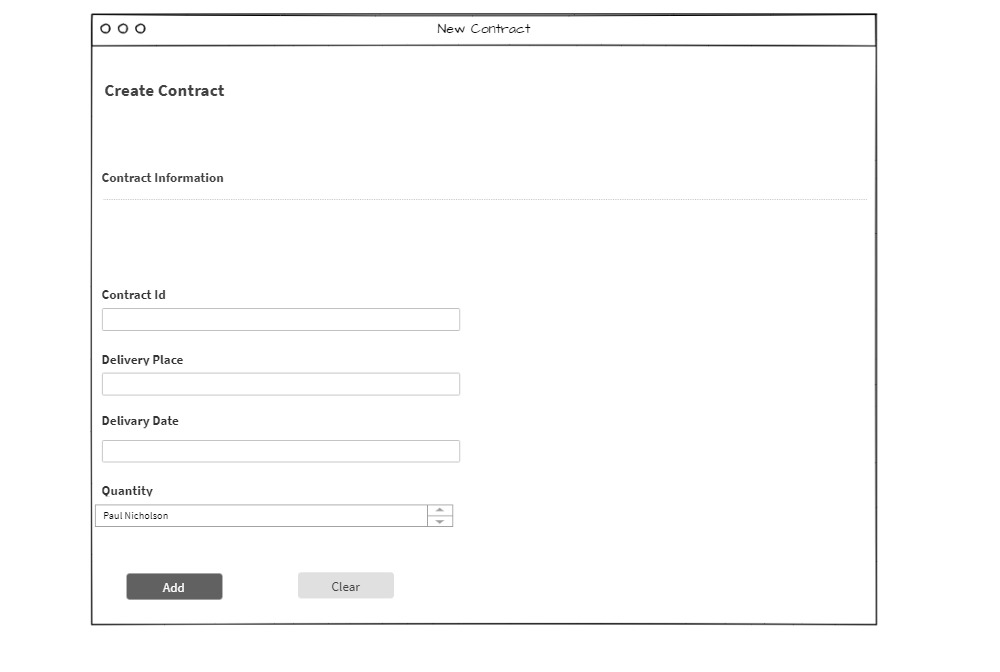 New Contract
Create Contract
Contract Information
Contract Id
Delivery Place
Delivary Date
Quantity
Paul Nicholson
Add
Clear